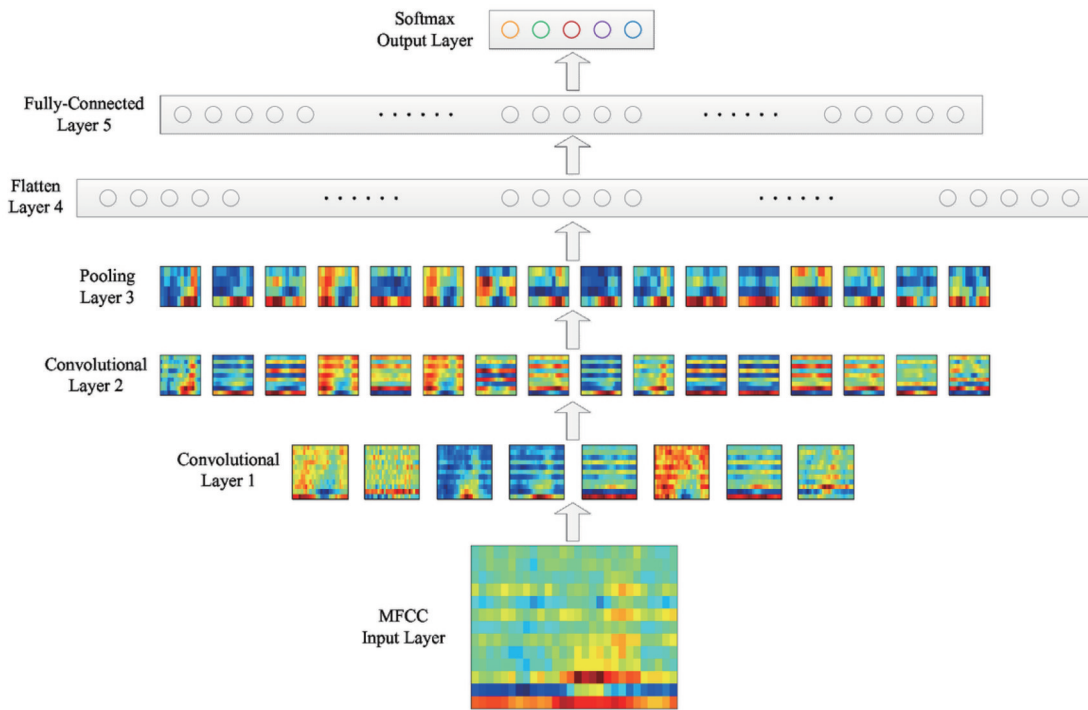 Softmax
Output Layer
Fully-Connected
Layer 5
Flatten
Layer 4
Pooling
Layer 3
Convolutional
Layer 2
Convolutional
Layer 1
MFCC
Input Layer